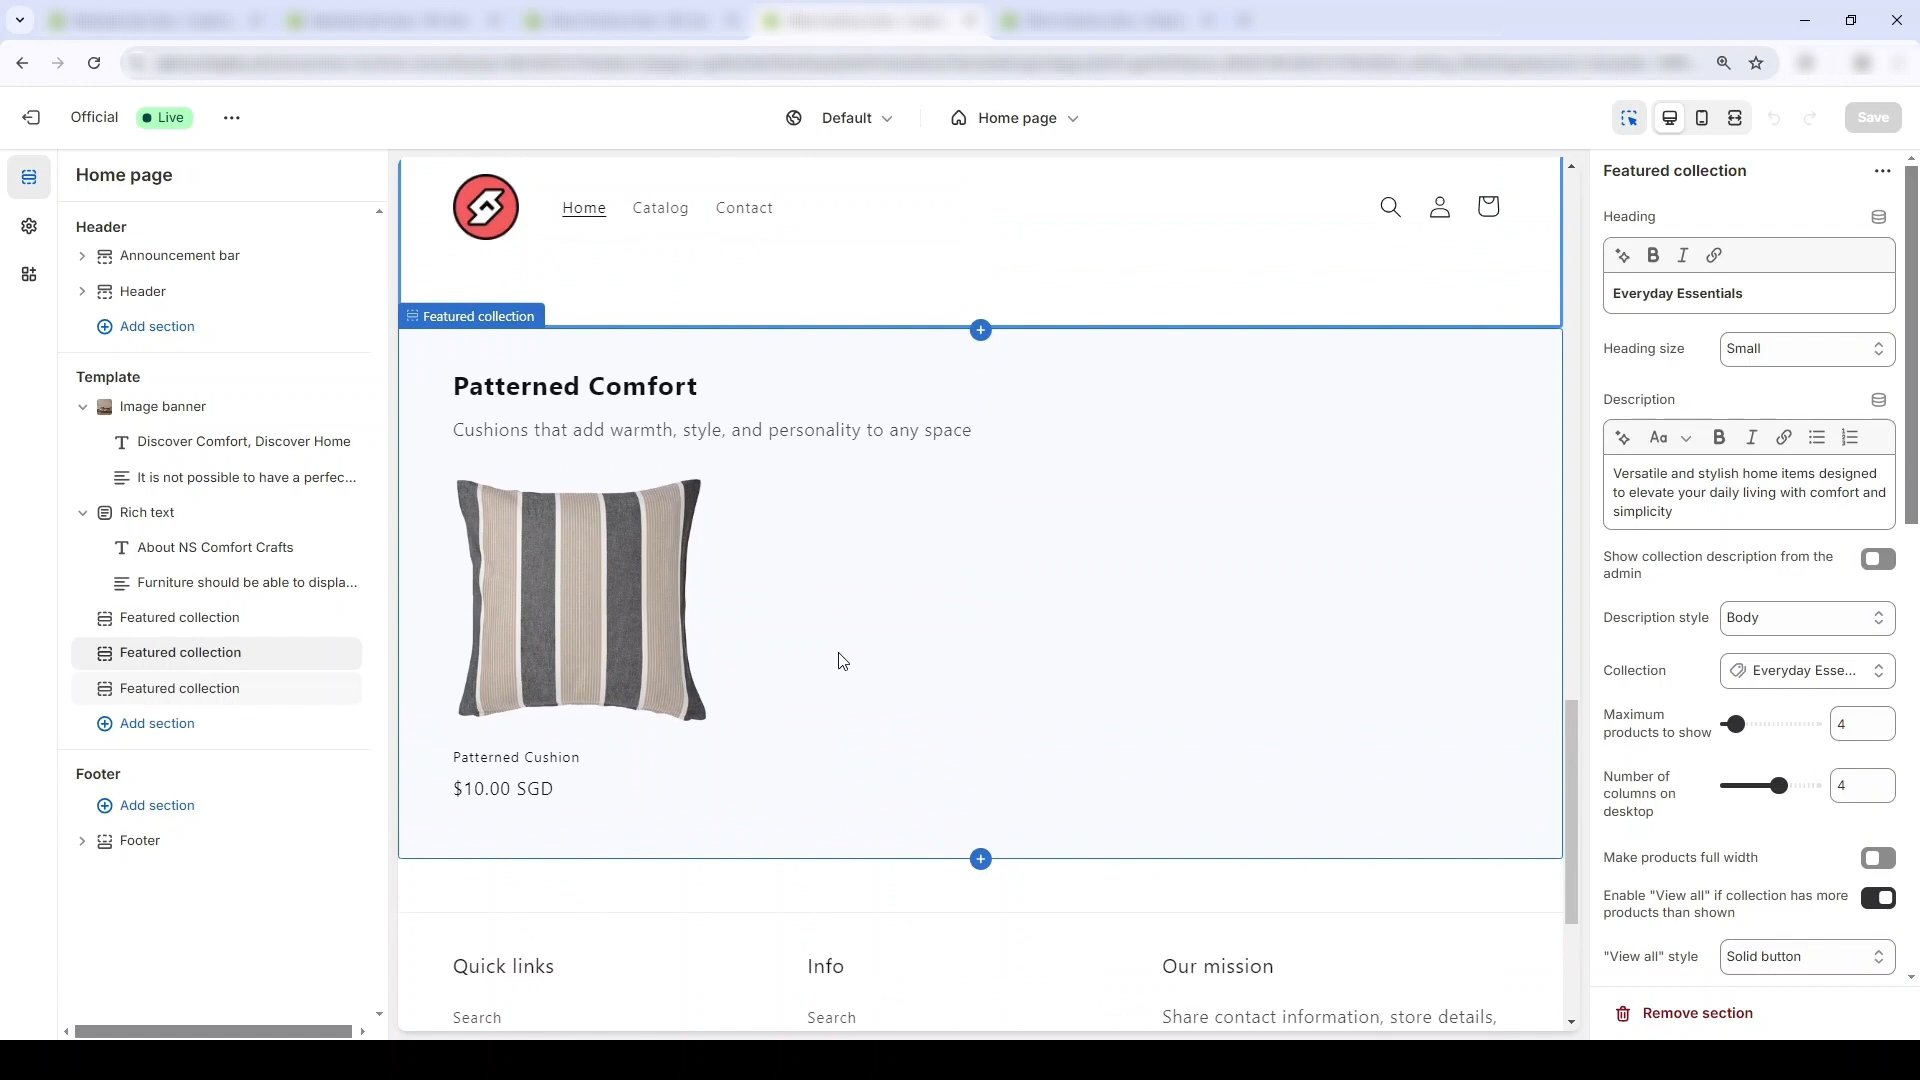 Official
Live
Default
Home page
Save
Home page
Header
Announcement bar
Header
Add section
Template
Image banner
Discover Comfort, Discover Home
It is not possible to have a perfec...
Rich text
About NS Comfort Crafts
Furniture should be able to displa...
Featured collection
Featured collection
Featured collection
Add section
Footer
Add section
Footer
Home
Catalog
Contact
Featured collection
Patterned Comfort
Cushions that add warmth, style, and personality to any space
Patterned Cushion
$10.00 SGD
Quick links
Info
Our mission
Search
Search
Share contact information, store details,
Featured collection
Heading
B
I
Everyday Essentials
Heading size
Small
Description
Aa
B
I
Versatile and stylish home items designed
to elevate your daily living with comfort and
simplicity
Show collection description from the
admin
Description style
Body
Collection
Everyday Esse...
Maximum
products to show
4
Number of
columns on
desktop
4
Make products full width
Enable "View all" if collection has more
products than shown
"View all" style
Solid button
Remove section